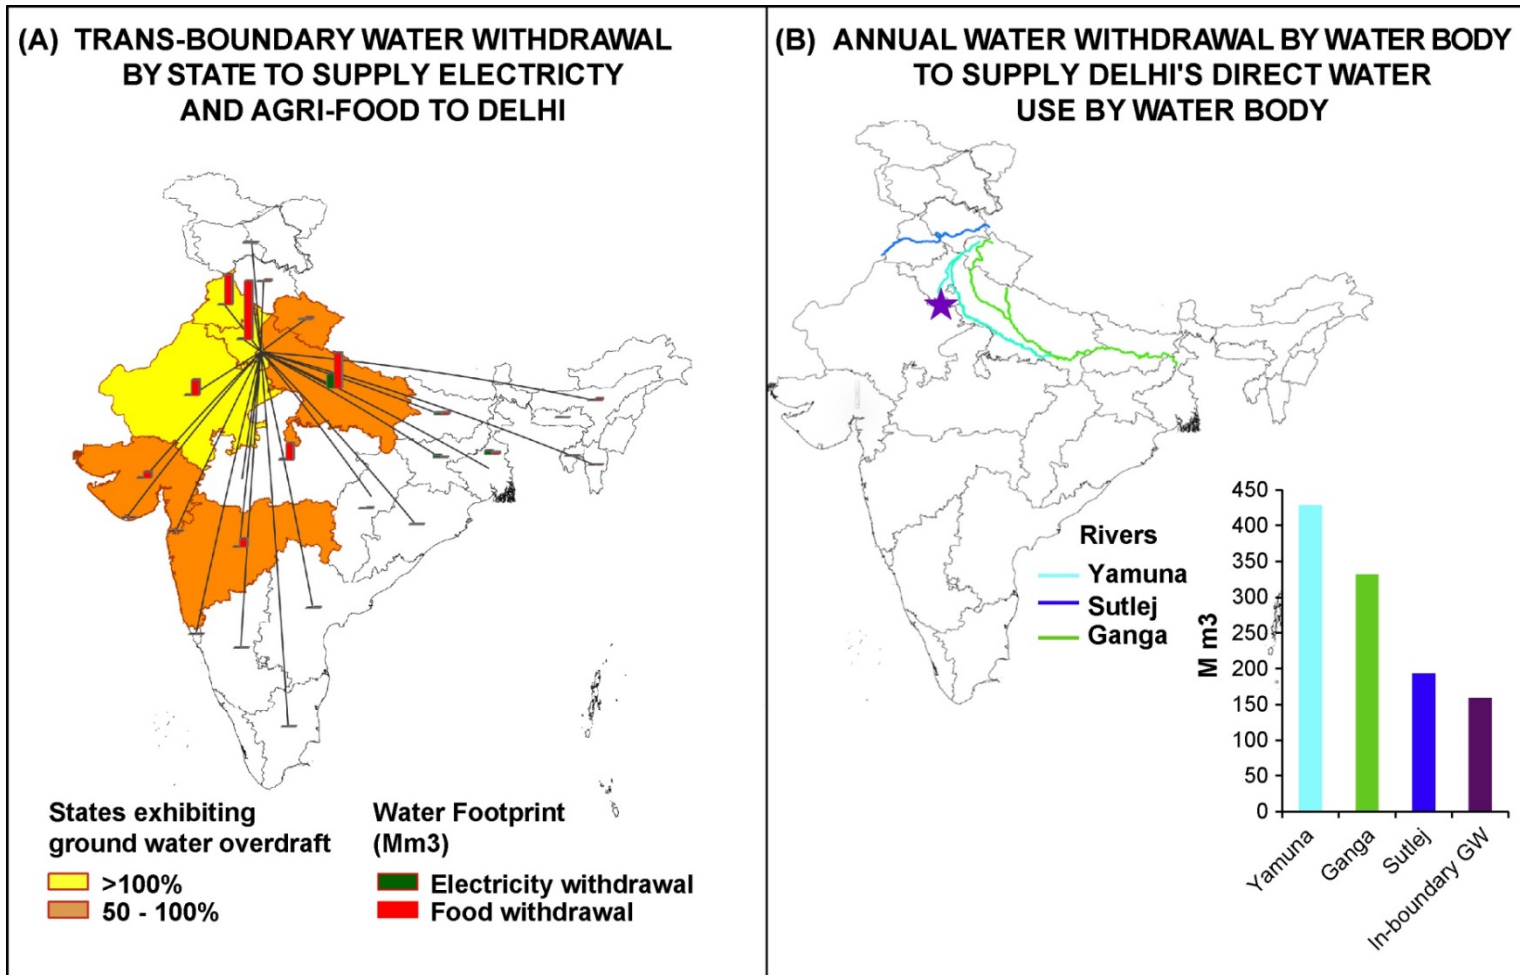 (A) TRANS-BOUNDARY WATER WITHDRAWAL
BY STATE TO SUPPLY ELECTRICTY
AND AGRI-FOOD TO DELHI
States exhibiting
ground water overdraft
>100%
50 - 100%
Water Footprint
(Mm3)
Electricity withdrawal
Food withdrawal
(B) ANNUAL WATER WITHDRAWAL BY WATER BODY
TO SUPPLY DELHI'S DIRECT WATER
USE BY WATER BODY
Rivers
Yamuna
Sutlej
Ganga
M m3
450
400
350
300
250
200
150
100
50
0
Yamuna
Ganga
Sutlej
In-boundary GW